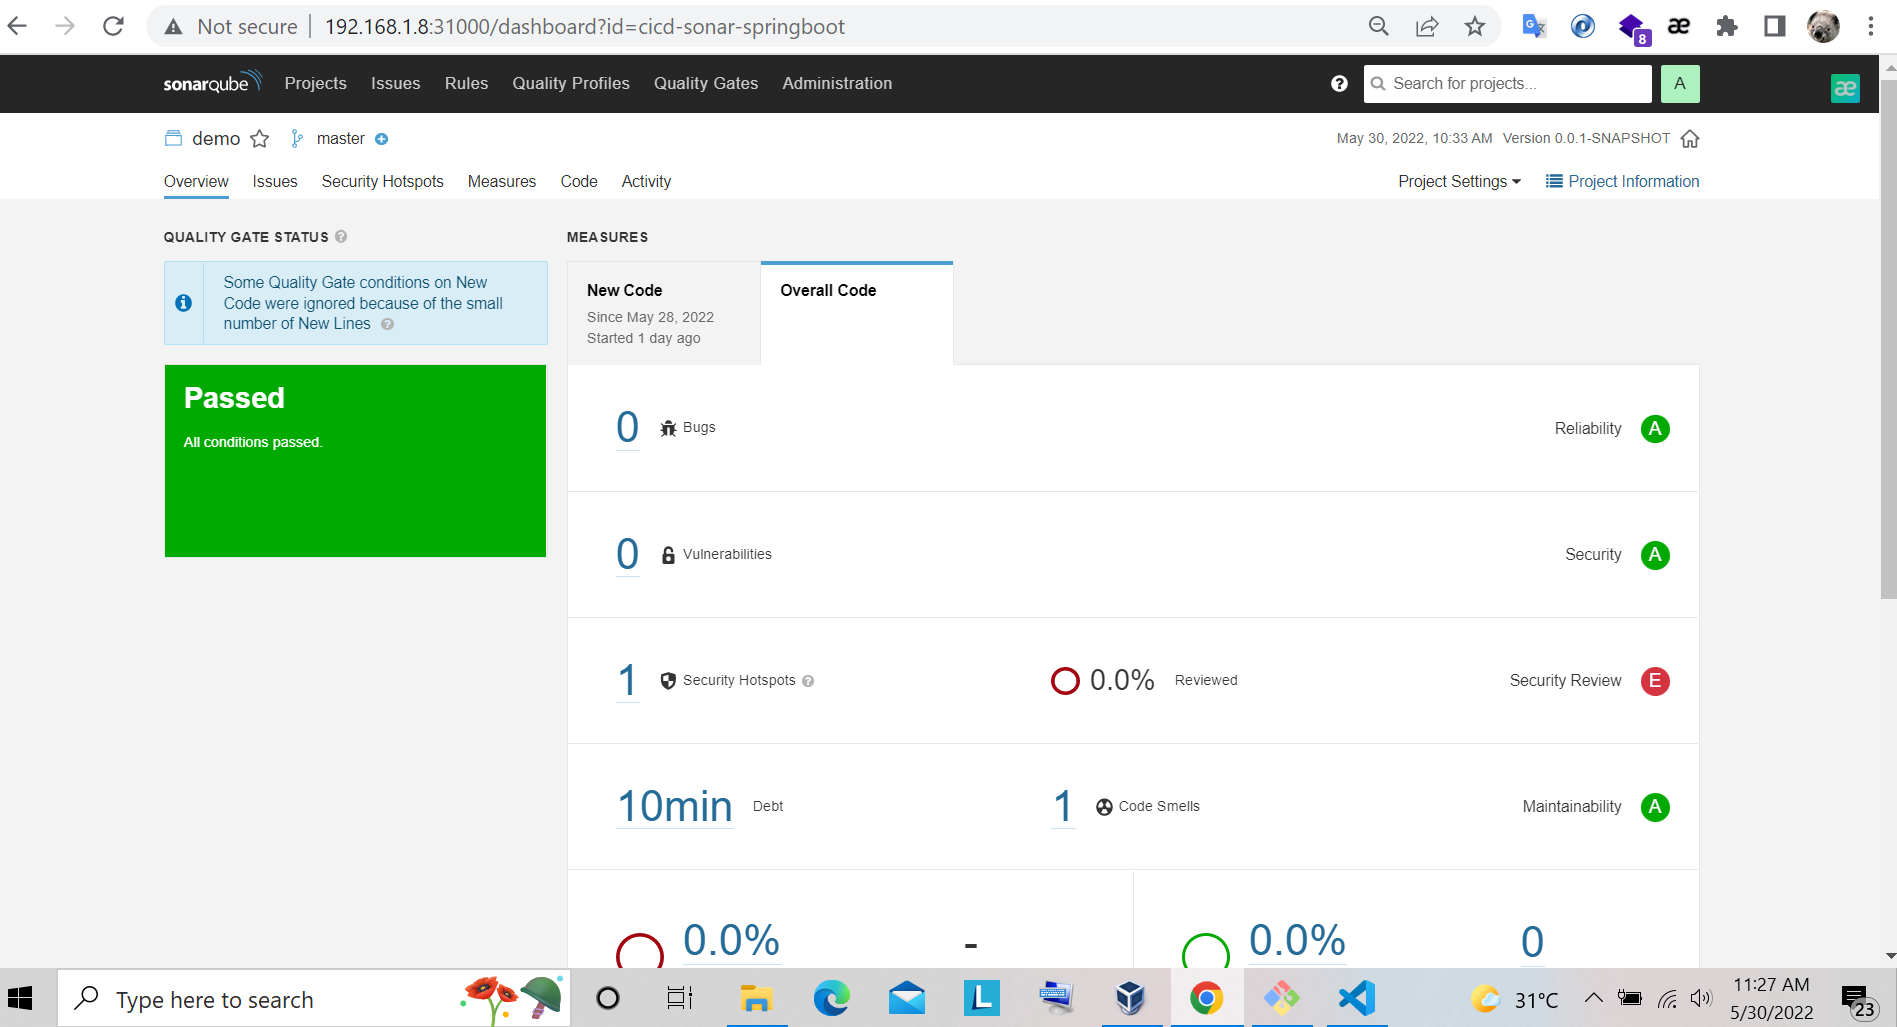 Not secure 192.168.1.8:31000/dashboard?id=cicd-sonar-springboot
8
sonarqube Projects Issues Rules Quality Profiles Quality Gates Administration Search for projects... A æ
demo master May 30, 2022, 10:33 AM Version 0.0.1-SNAPSHOT
Overview Issues Security Hotspots Measures Code Activity Project Settings Project Information
QUALITY GATE STATUS MEASURES
Some Quality Gate conditions on New
Code were ignored because of the small
number of New Lines
New Code
Since May 28, 2022
Started 1 day ago
Overall Code
Passed
All conditions passed.
0 Bugs Reliability A
0 Vulnerabilities Security A
1 Security Hotspots 0.0% Reviewed Security Review E
10min Debt 1 Code Smells Maintainability A
0.0% - 0.0% 0
Type here to search L 31°C 11:27 AM
5/30/2022 23